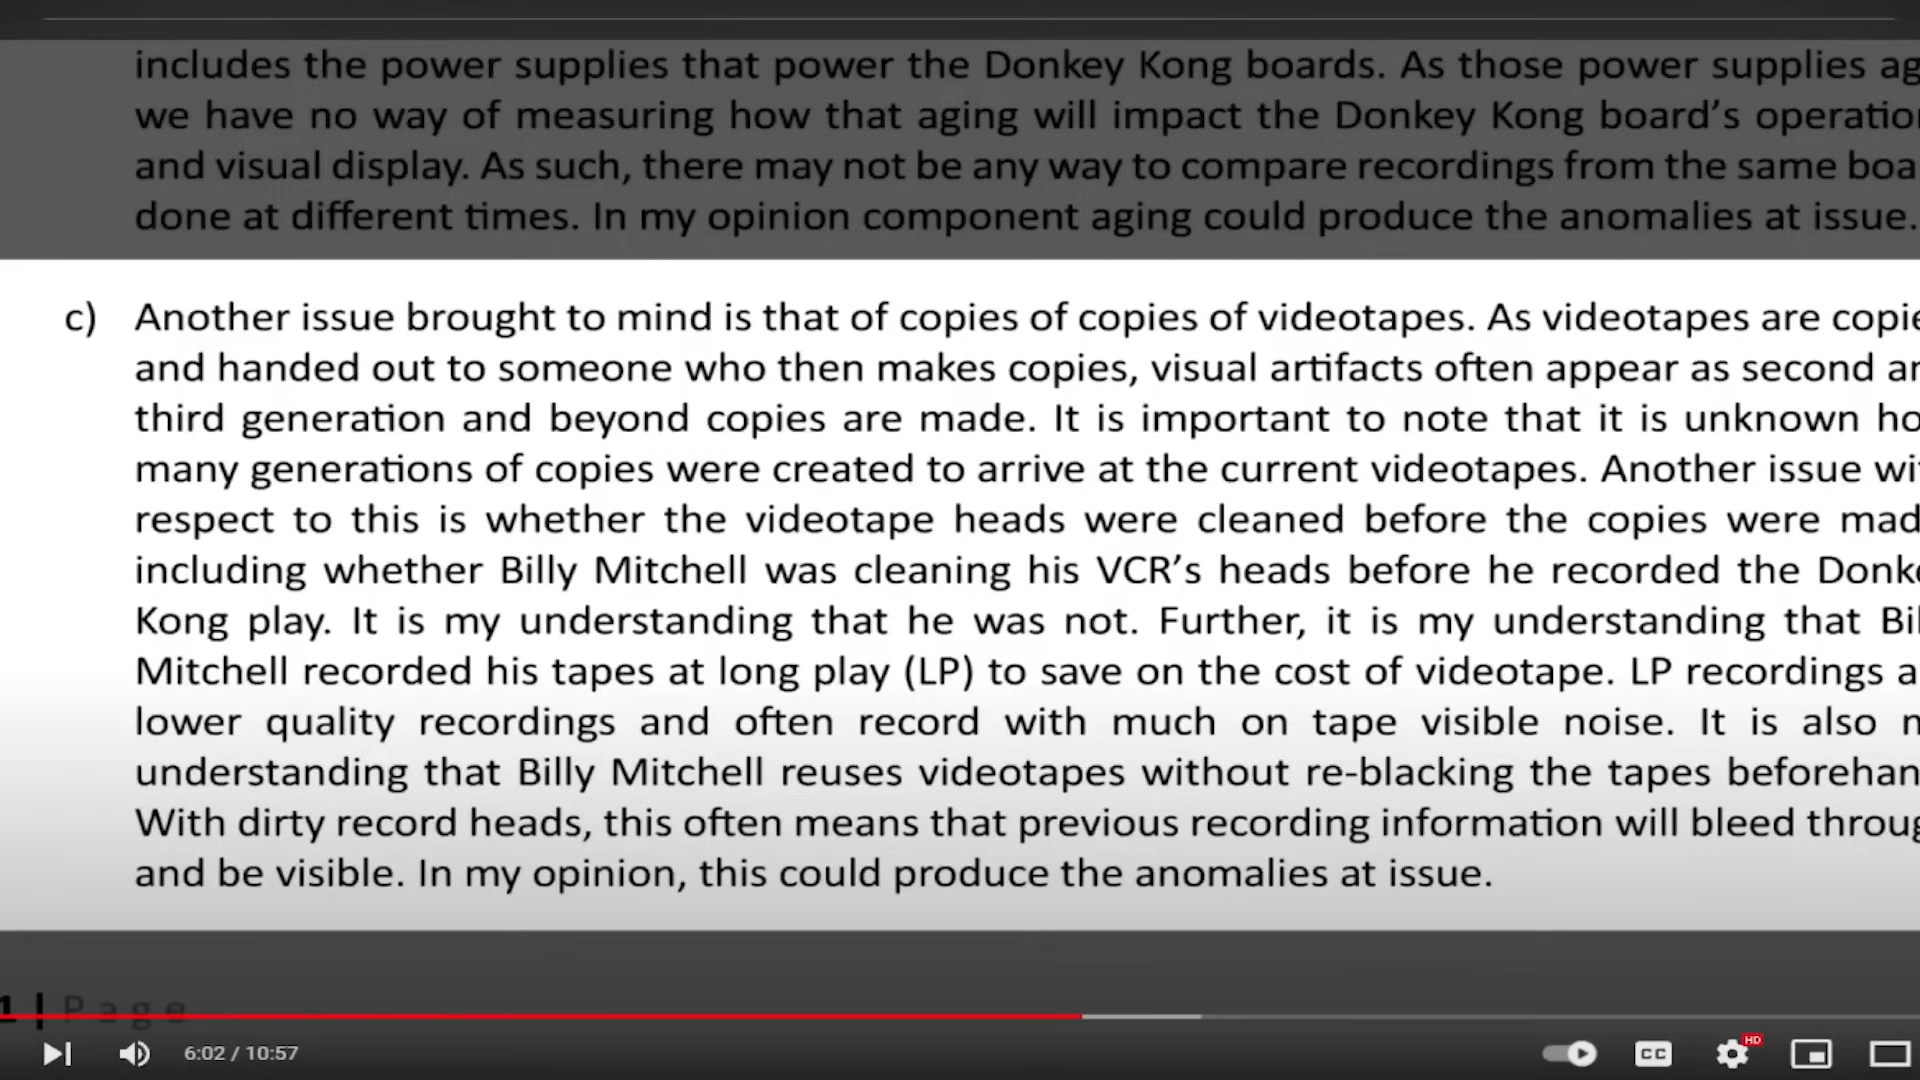 includes the power supplies that power the Donkey Kong boards. As those power supplies ag
we have no way of measuring how that aging will impact the Donkey Kong board's operatio
and visual display. As such, there may not be any way to compare recordings from the same boa
done at different times. In my opinion component aging could produce the anomalies at issue.
c) Another issue brought to mind is that of copies of copies of videotapes. As videotapes are copie
and handed out to someone who then makes copies, visual artifacts often appear as second an
third generation and beyond copies are made. It is important to note that it is unknown ho
many generations of copies were created to arrive at the current videotapes. Another issue wit
respect to this is whether the videotape heads were cleaned before the copies were mad
including whether Billy Mitchell was cleaning his VCR's heads before he recorded the Donke
Kong play. It is my understanding that he was not. Further, it is my understanding that Bil
Mitchell recorded his tapes at long play (LP) to save on the cost of videotape. LP recordings a
lower quality recordings and often record with much on tape visible noise. It is also m
understanding that Billy Mitchell reuses videotapes without re-blacking the tapes beforehan
With dirty record heads, this often means that previous recording information will bleed throug
and be visible. In my opinion, this could produce the anomalies at issue.
1 | Page
6:02 / 10:57 CC HD